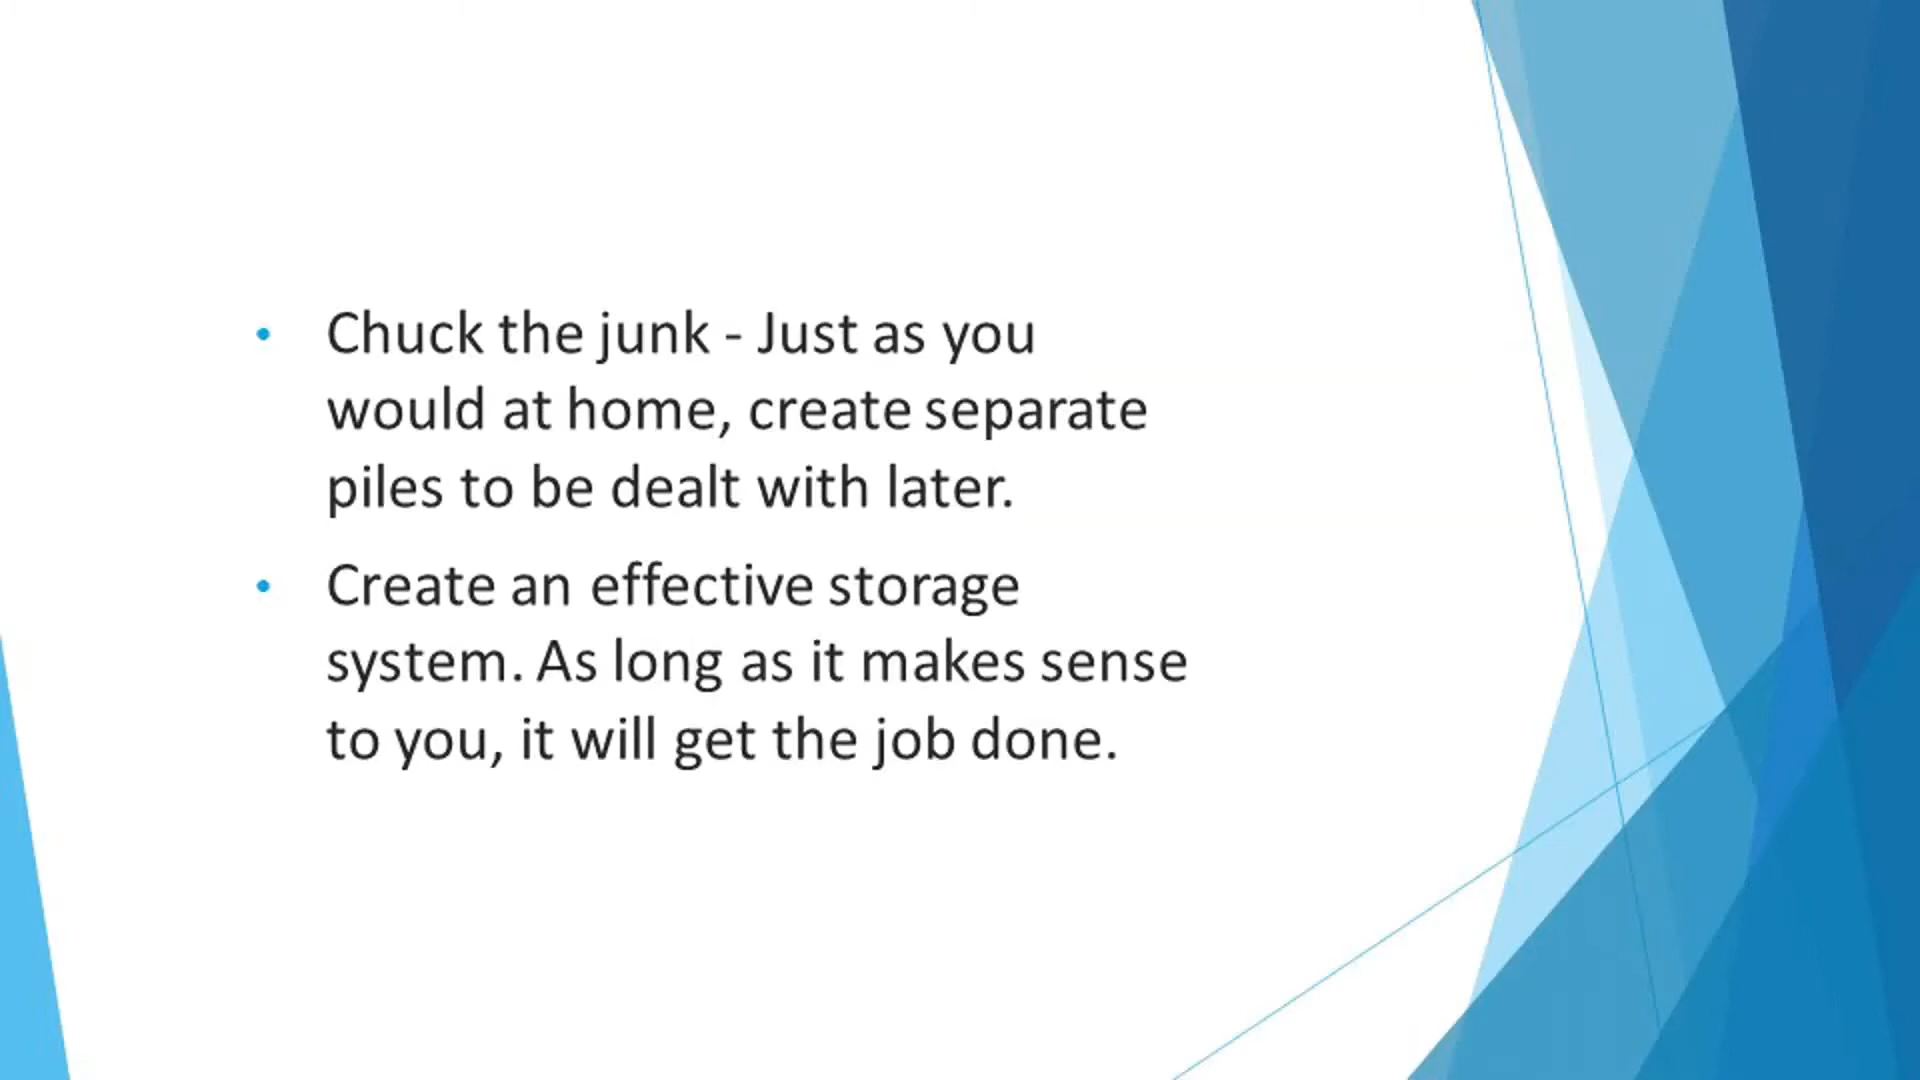 • Chuck the junk - Just as you
would at home, create separate
piles to be dealt with later.
• Create an effective storage
system. As long as it makes sense
to you, it will get the job done.